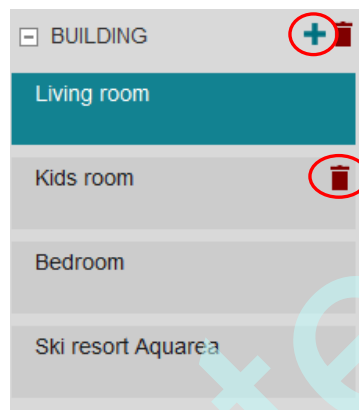 BUILDING
Living room
Kids room
Bedroom
Ski resort Aquarea